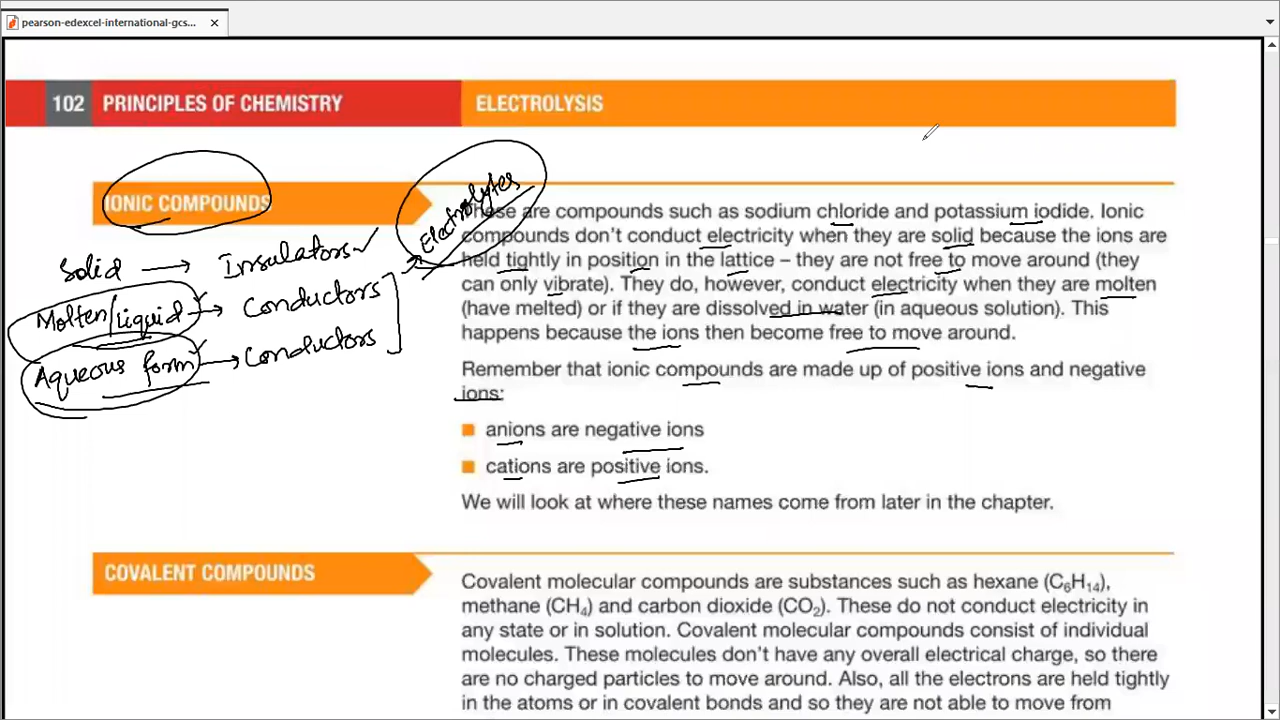 pearson-edexcel-international-gcs...
102 PRINCIPLES OF CHEMISTRY ELECTROLYSIS
IONIC COMPOUNDS
Solid → Insulators ✓
Molten/Liquid ✓ → Conductors
Aqueous form ✓ → Conductors
Electrolytes
These are compounds such as sodium chloride and potassium iodide. Ionic
compounds don't conduct electricity when they are solid because the ions are
held tightly in position in the lattice – they are not free to move around (they
can only vibrate). They do, however, conduct electricity when they are molten
(have melted) or if they are dissolved in water (in aqueous solution). This
happens because the ions then become free to move around.
Remember that ionic compounds are made up of positive ions and negative
ions:
■ anions are negative ions
■ cations are positive ions.
We will look at where these names come from later in the chapter.
COVALENT COMPOUNDS
Covalent molecular compounds are substances such as hexane (C₆H₁₄),
methane (CH₄) and carbon dioxide (CO₂). These do not conduct electricity in
any state or in solution. Covalent molecular compounds consist of individual
molecules. These molecules don't have any overall electrical charge, so there
are no charged particles to move around. Also, all the electrons are held tightly
in the atoms or in covalent bonds and so they are not able to move from